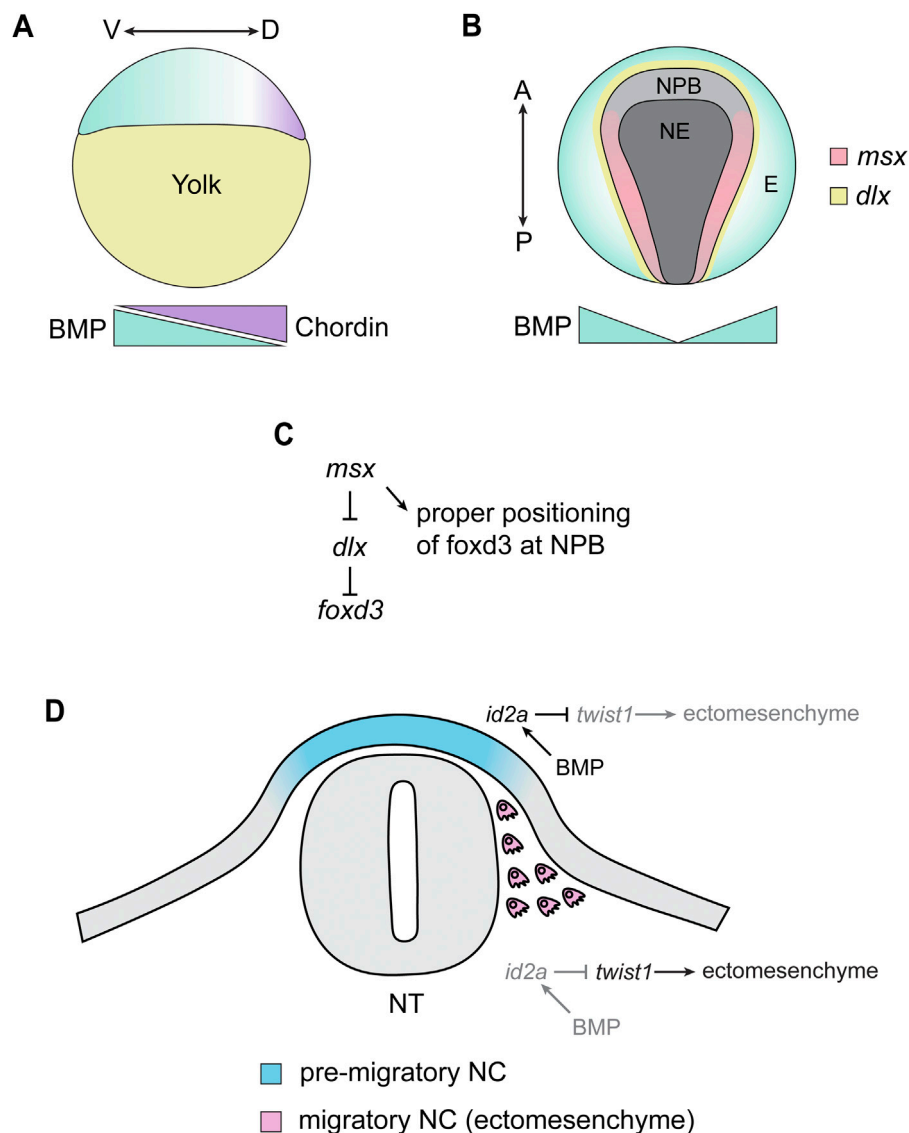 A
V D
Yolk
BMP Chordin
B
A
P
NPB
NE
E
msx
dlx
BMP
C
msx
proper positioning
of foxd3 at NPB
dlx
foxd3
D
id2a twist1 ectomesenchyme
BMP
id2a twist1 ectomesenchyme
BMP
NT
pre-migratory NC
migratory NC (ectomesenchyme)